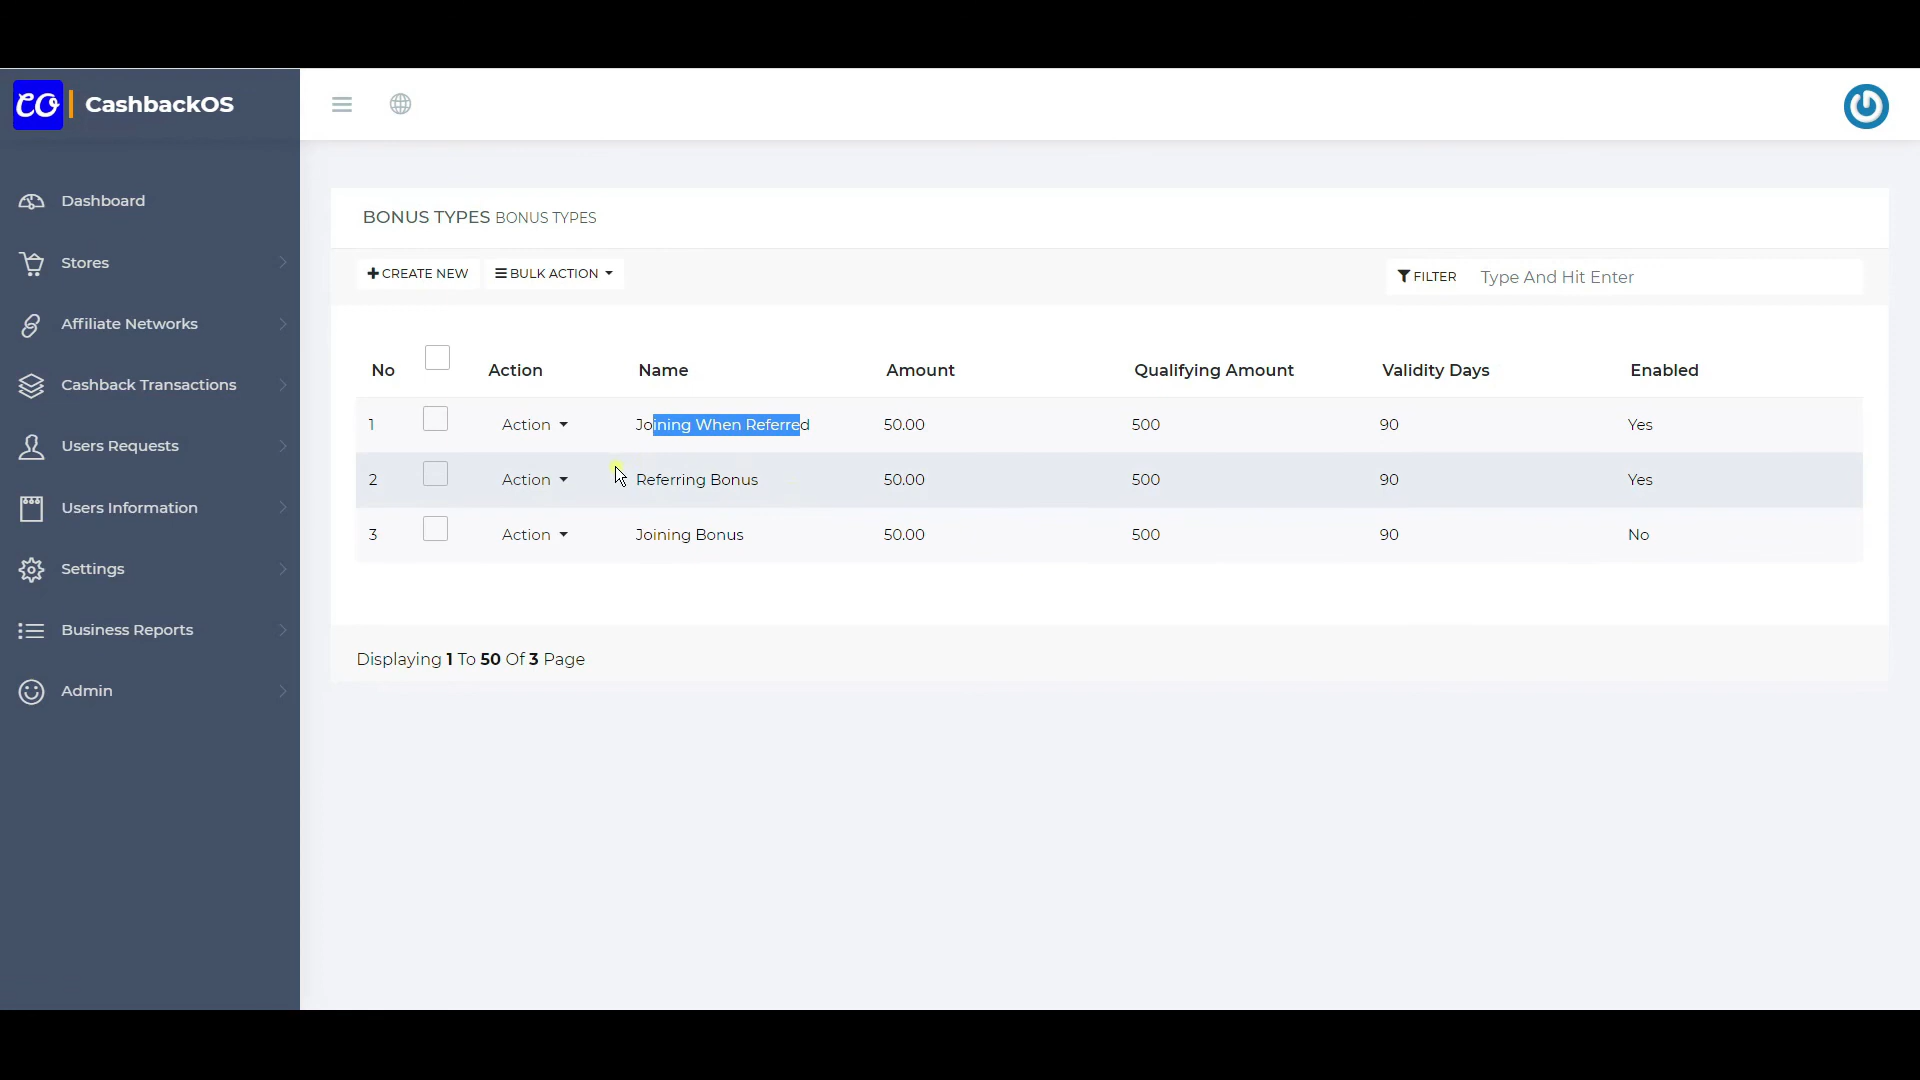 CO | CashbackOS
Dashboard
Stores
Affiliate Networks
Cashback Transactions
Users Requests
Users Information
Settings
Business Reports
Admin
BONUS TYPES BONUS TYPES
CREATE NEW BULK ACTION FILTER Type And Hit Enter
No Action Name Amount Qualifying Amount Validity Days Enabled
1 Action Joining When Referred 50.00 500 90 Yes
2 Action Referring Bonus 50.00 500 90 Yes
3 Action Joining Bonus 50.00 500 90 No
Displaying 1 To 50 Of 3 Page